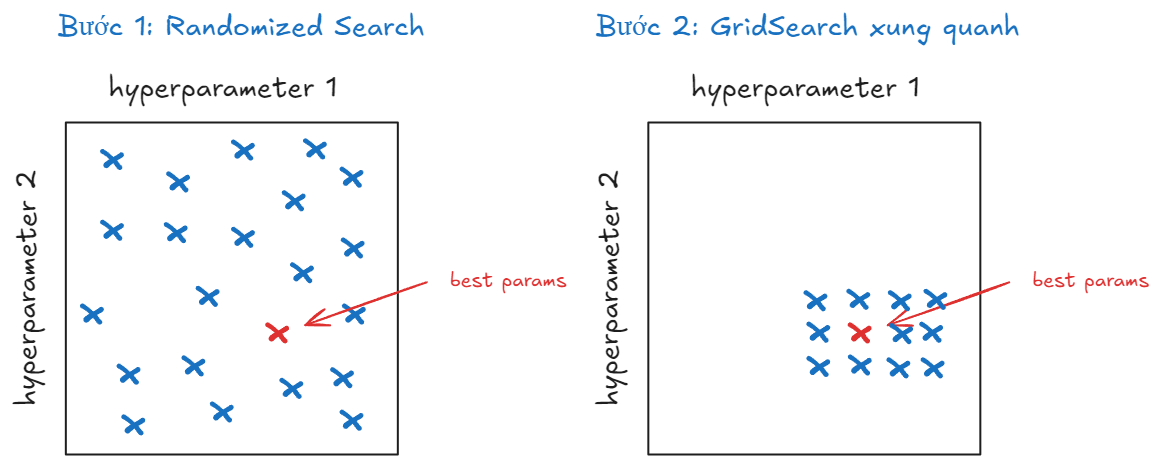 Bước 1: Randomized Search
hyperparameter 1
hyperparameter 2
best params
Bước 2: GridSearch xung quanh
hyperparameter 1
hyperparameter 2
best params